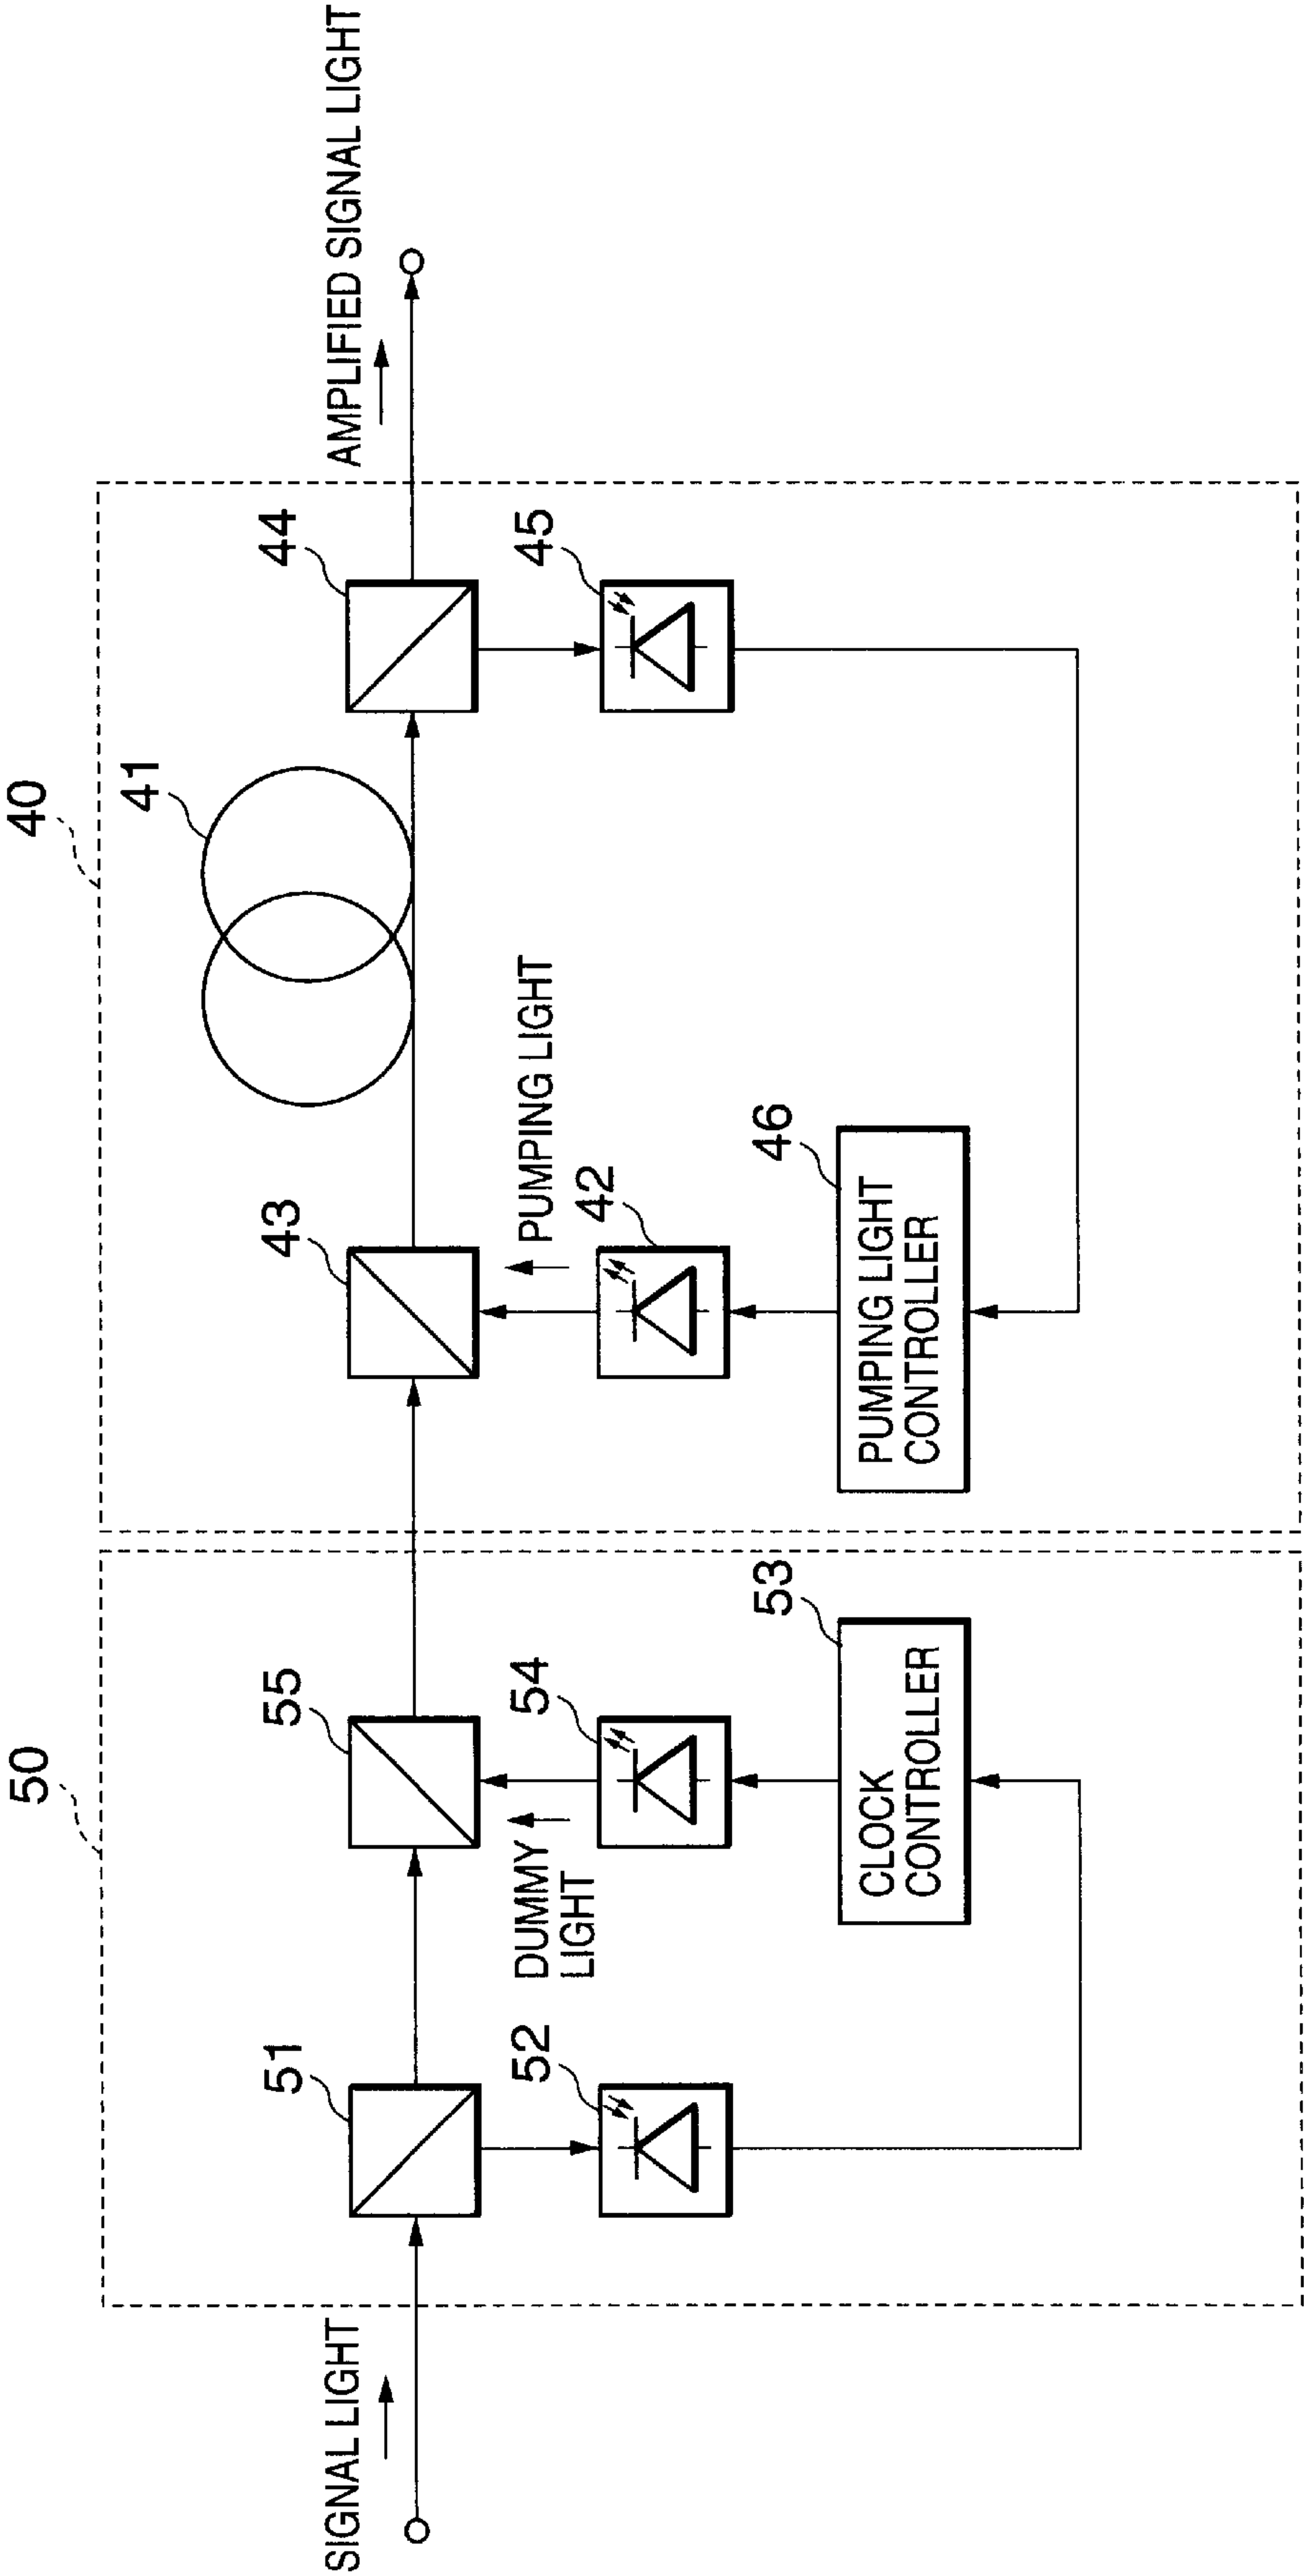 50
40
SIGNAL LIGHT
51
55
43
41
44
AMPLIFIED SIGNAL LIGHT
52
DUMMY
LIGHT
54
PUMPING LIGHT
42
45
53
CLOCK
CONTROLLER
46
PUMPING LIGHT
CONTROLLER